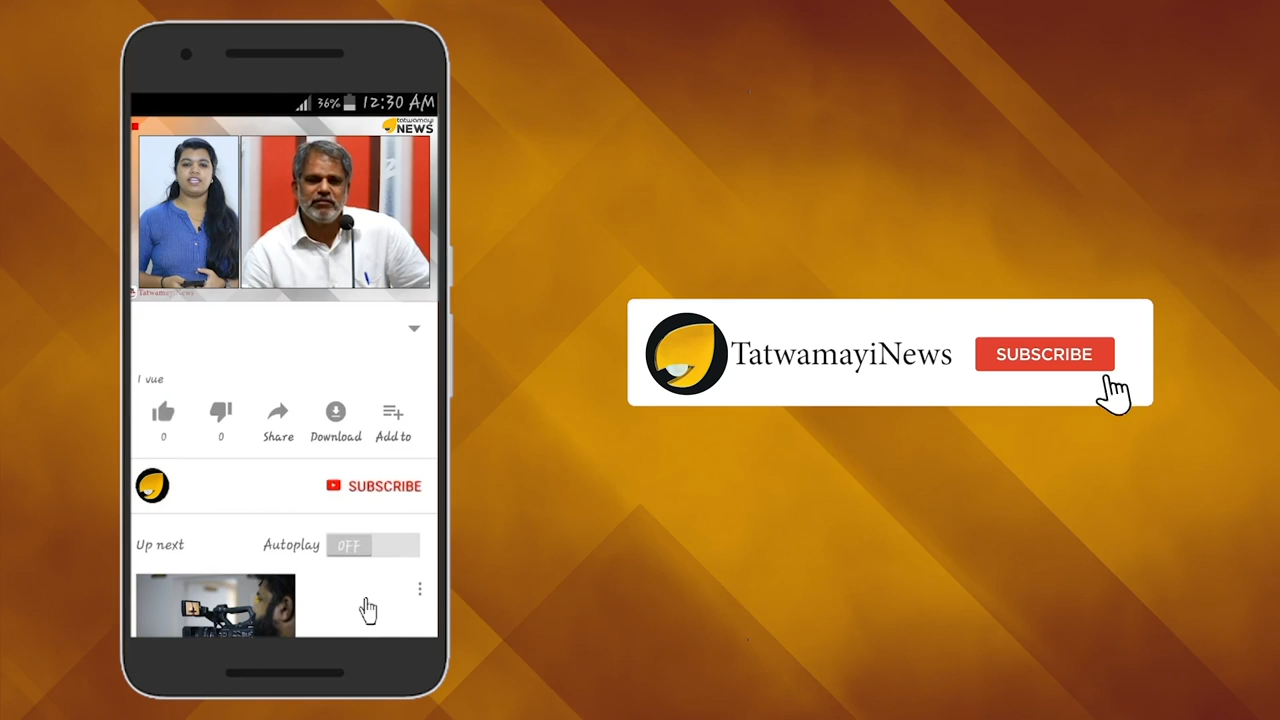 36% 12:30 AM
tatwamayi
NEWS
TatwamayiNews
1 vue
0 0 Share Download Add to
SUBSCRIBE
Up next Autoplay OFF
TatwamayiNews SUBSCRIBE